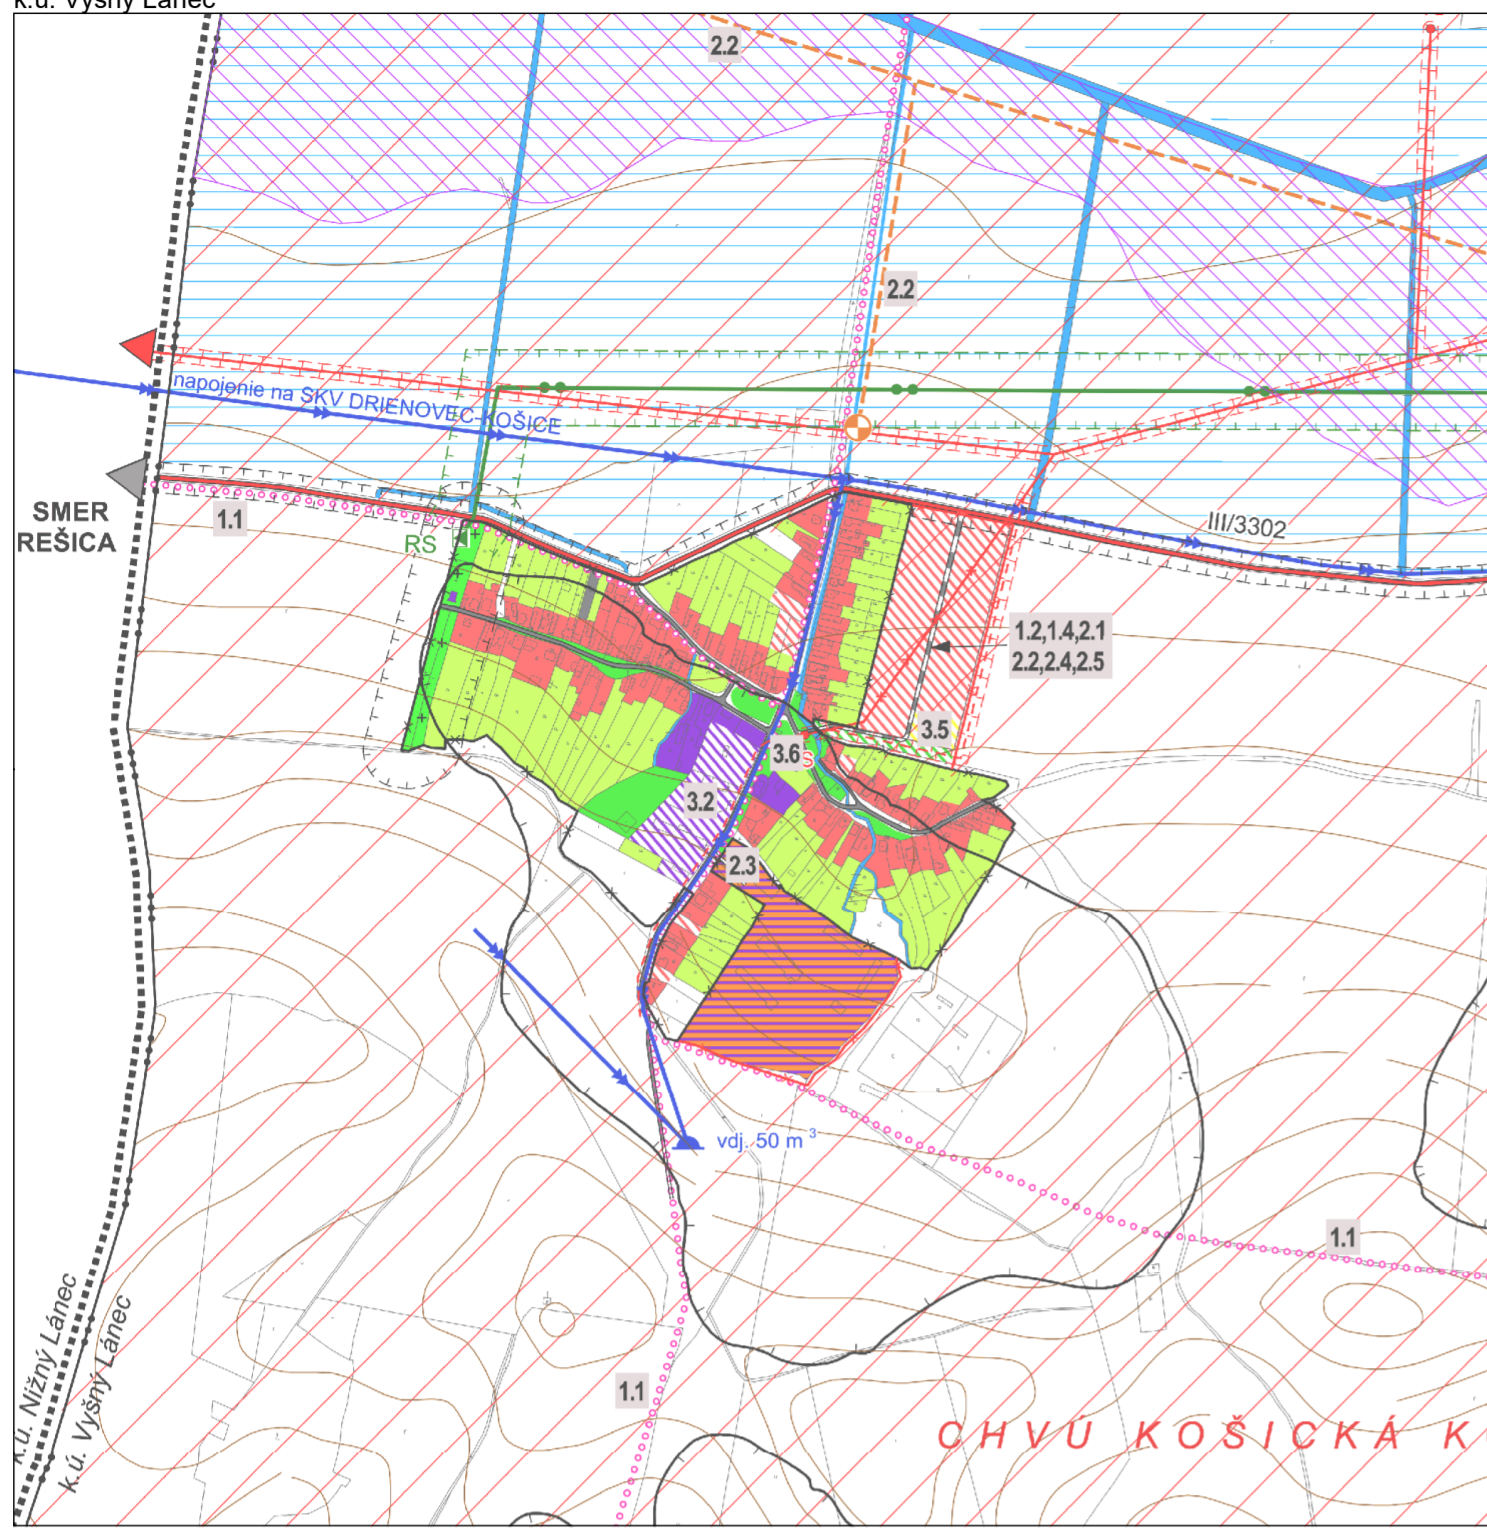 k.ú. Vyšný Lánec
2.2
2.2
napojenie na SKV DRIENOVEC-KOŠICE
SMER
REŠICA
1.1
RS
III/3302
1.2,1.4,2.1
2.2,2.4,2.5
3.5
3.6
S
3.2
2.3
vdj. 50 m 3
1.1
k.ú. Nižný Lánec
k.ú. Vyšný Lánec
1.1
CHVÚ KOŠICKÁ K